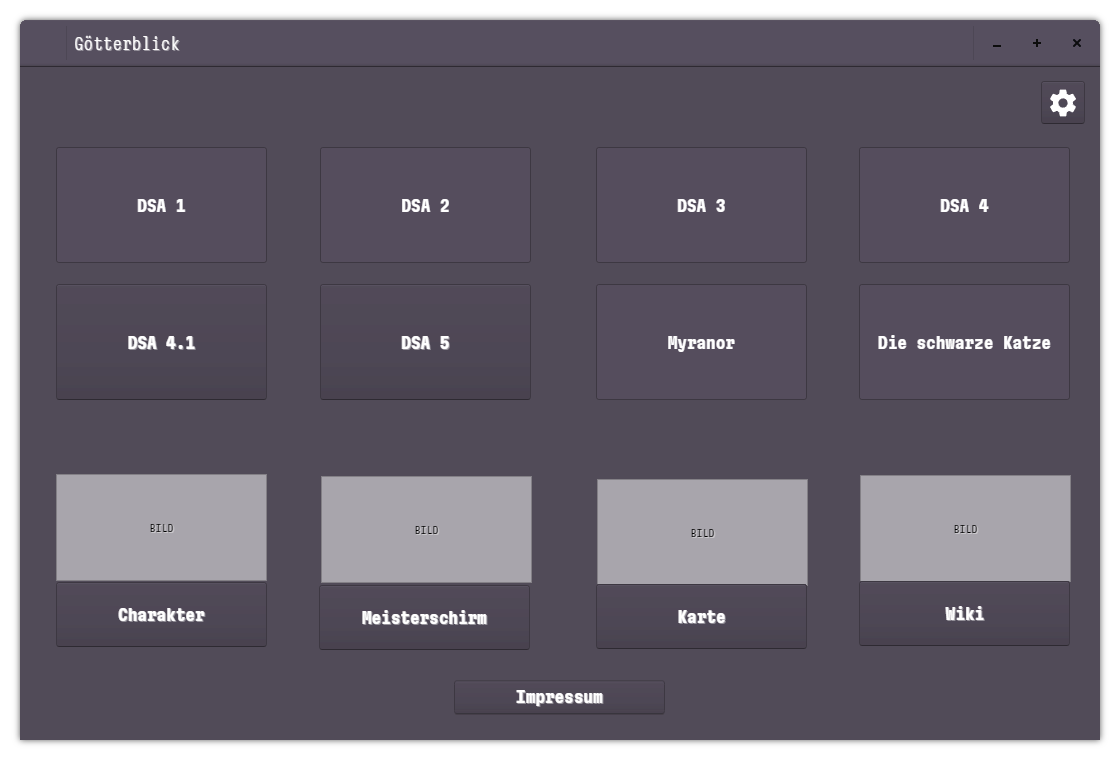 Götterblick
DSA 1
DSA 2
DSA 3
DSA 4
DSA 4.1
DSA 5
Myranor
Die schwarze Katze
BILD
BILD
BILD
BILD
Charakter
Meisterschirm
Karte
Wiki
Impressum